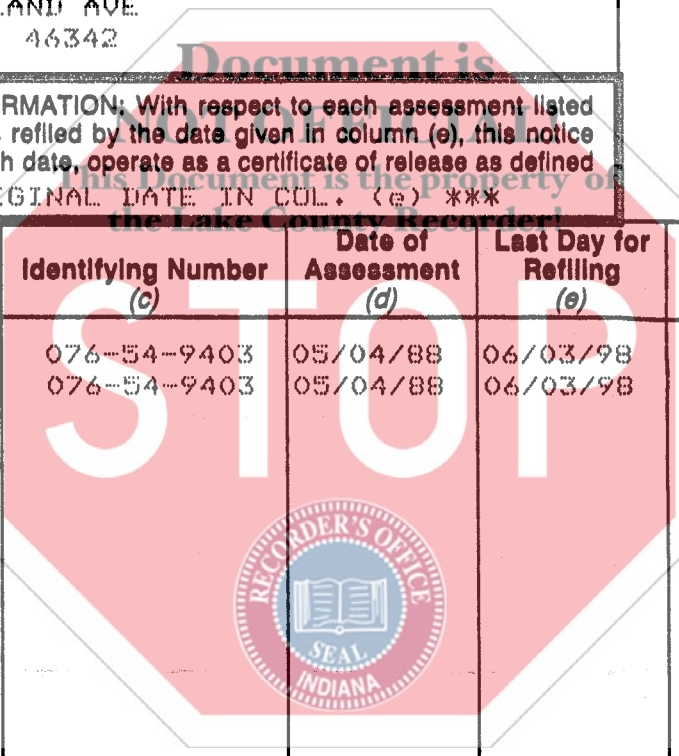 LAND AVE
46342
Document is
NOT OFFICIAL!
This Document is the property of
the Lake County Recorder!
RMATION: With respect to each assessment listed
refiled by the date given in column (e), this notice
h date, operate as a certificate of release as defined
GINAL DATE IN COL. (e) ***
Identifying Number (c)
Date of Assessment (d)
Last Day for Refiling (e)
076-54-9403 05/04/88 06/03/98
076-54-9403 05/04/88 06/03/98
STOP
RECORDER'S OFFICE
SEAL
INDIANA